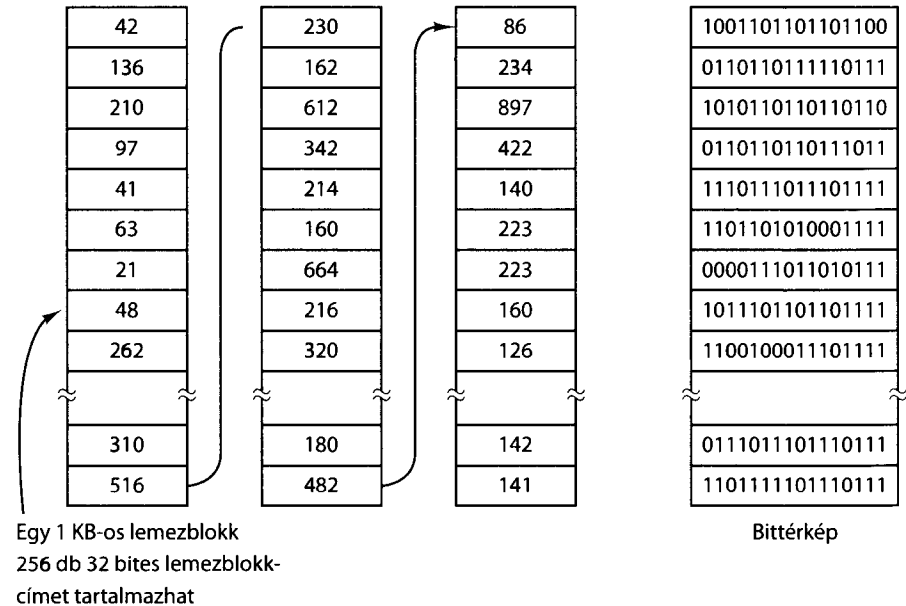 42 230 86 1001101101101100
136 162 234 0110110111110111
210 612 897 1010110110110110
97 342 422 0110110110111011
41 214 140 1110111011101111
63 160 223 1101101010001111
21 664 223 0000111011010111
48 216 160 1011101101101111
262 320 126 1100100011101111
310 180 142 0111011101110111
516 482 141 1101111101110111
Egy 1 KB-os lemezblokk
256 db 32 bites lemezblokk-
címet tartalmazhat
Bittérkép